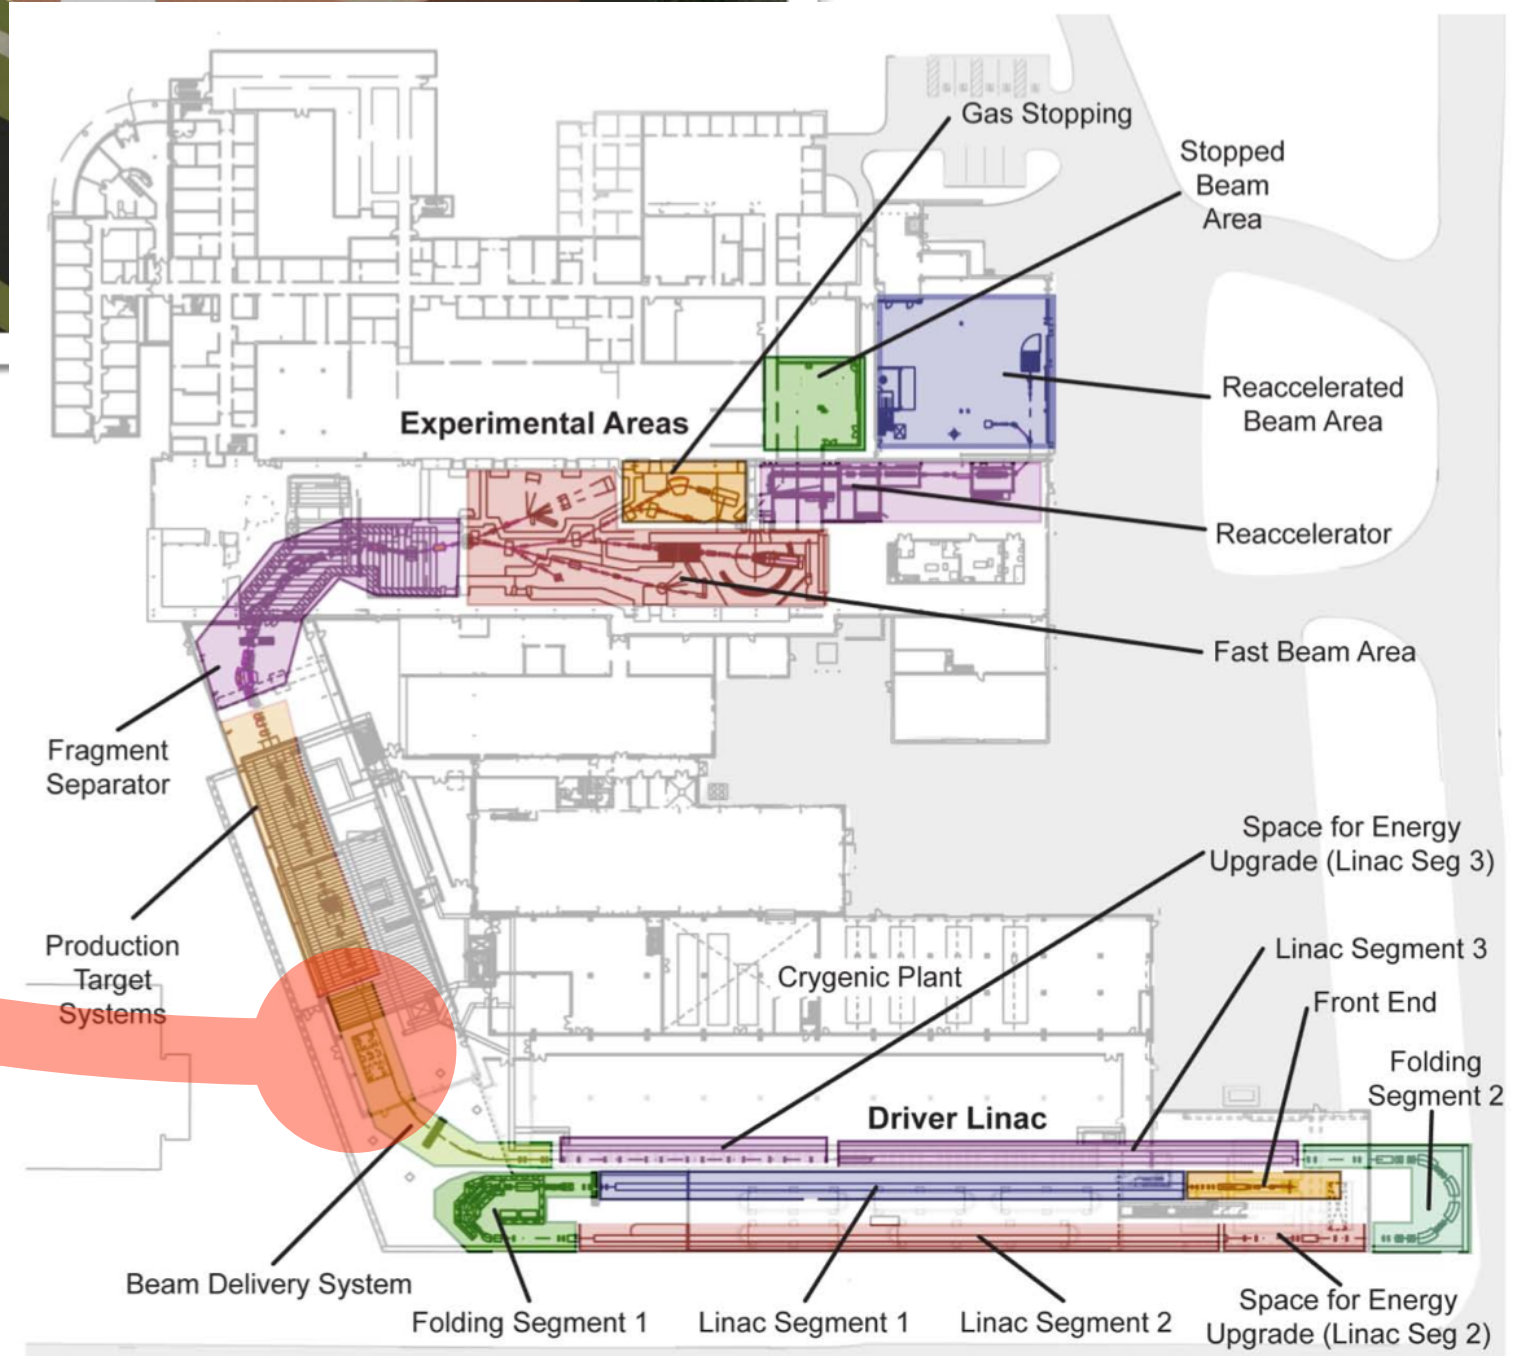 Gas Stopping
Stopped
Beam
Area
Reaccelerated
Beam Area
Experimental Areas
Reaccelerator
Fast Beam Area
Fragment
Separator
Space for Energy
Upgrade (Linac Seg 3)
Production
Target
Systems
Linac Segment 3
Crygenic Plant
Front End
Folding
Segment 2
Driver Linac
Beam Delivery System
Folding Segment 1
Linac Segment 1
Linac Segment 2
Space for Energy
Upgrade (Linac Seg 2)